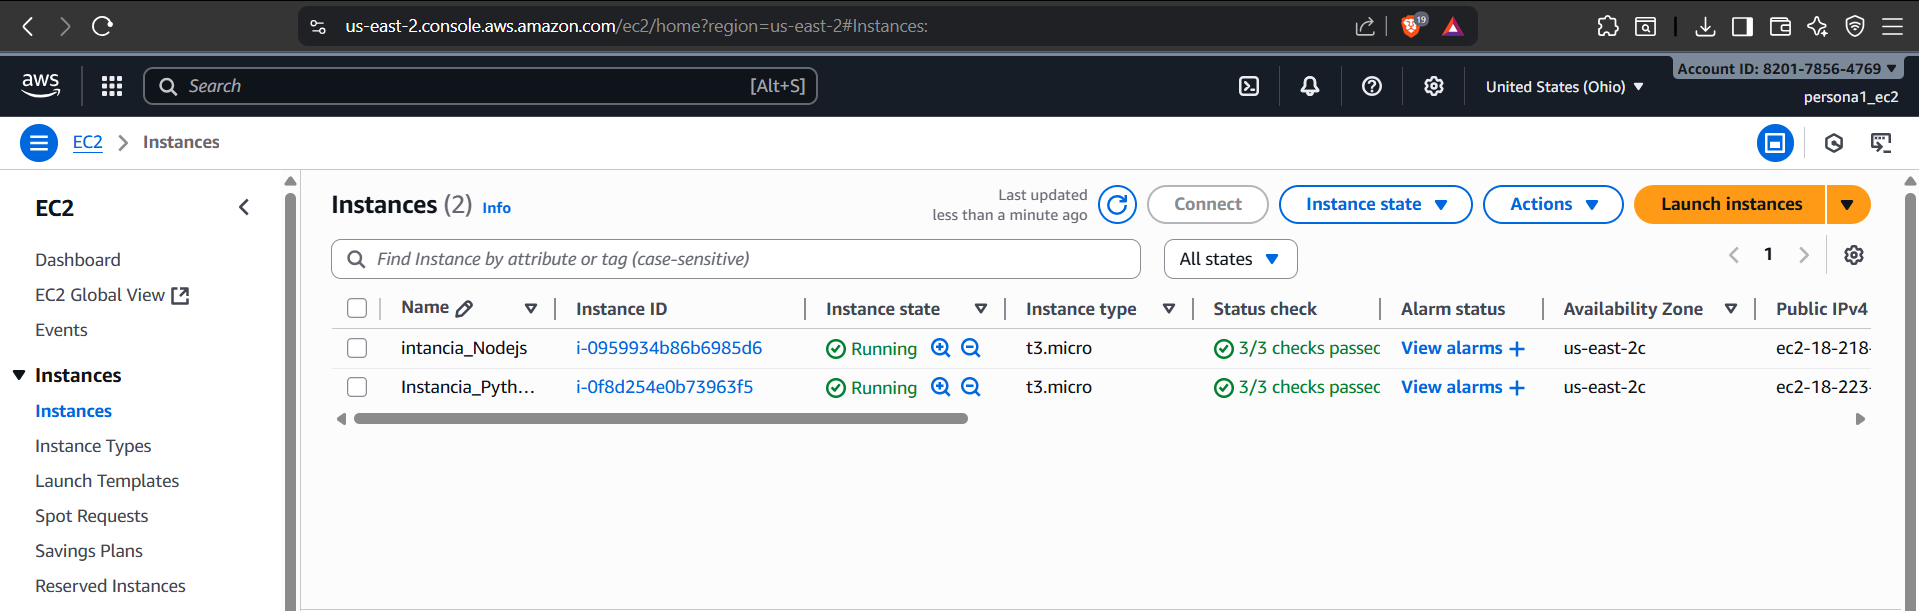 us-east-2.console.aws.amazon.com/ec2/home?region=us-east-2#Instances:
19
aws
Search
[Alt+S]
United States (Ohio)
Account ID: 8201-7856-4769
persona1_ec2
EC2
Instances
EC2
Dashboard
EC2 Global View
Events
Instances
Instances
Instance Types
Launch Templates
Spot Requests
Savings Plans
Reserved Instances
Instances (2) Info
Last updated
less than a minute ago
Connect
Instance state
Actions
Launch instances
Find Instance by attribute or tag (case-sensitive)
All states
1
Name Instance ID Instance state Instance type Status check Alarm status Availability Zone Public IPv4
intancia_Nodejs i-0959934b86b6985d6 Running t3.micro 3/3 checks passed View alarms + us-east-2c ec2-18-218-
Instancia_Pyth... i-0f8d254e0b73963f5 Running t3.micro 3/3 checks passed View alarms + us-east-2c ec2-18-223-